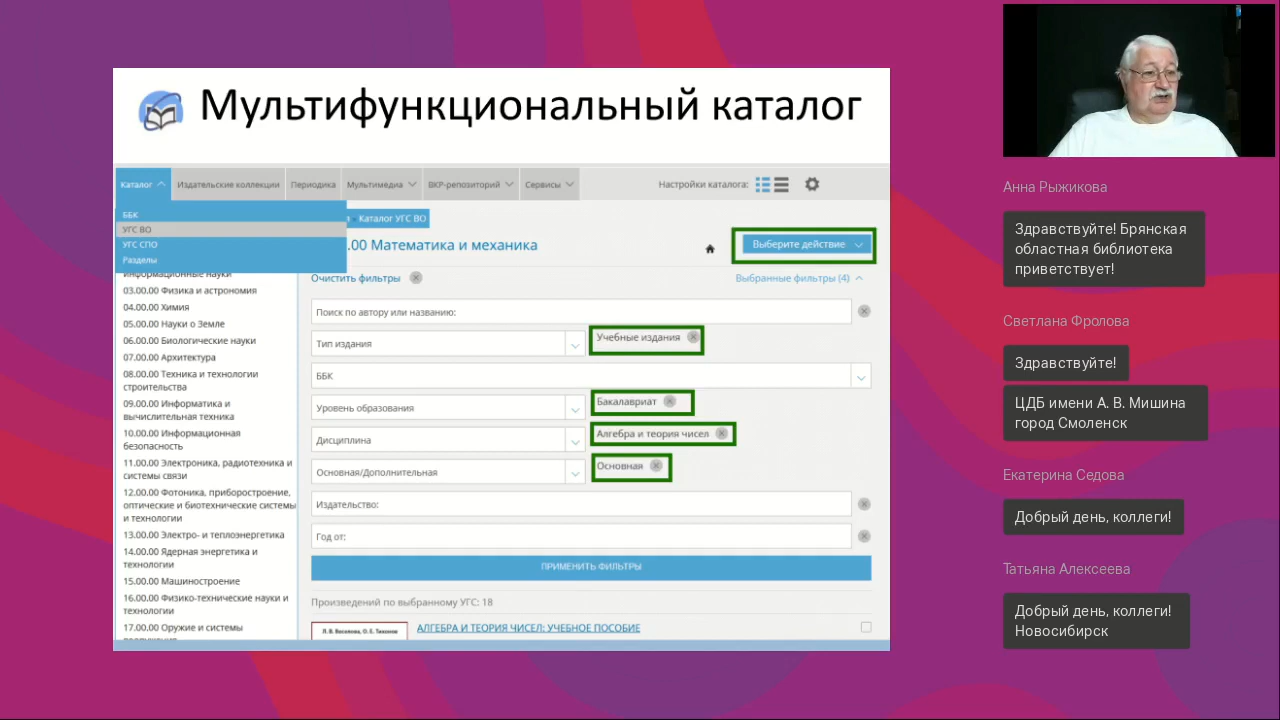 Мультифункциональный каталог
Каталог
Издательские коллекции
Периодика
Мультимедиа
ВКР-репозиторий
Сервисы
Настройки каталога:
ББК
УГС ВО
УГС СПО
Разделы
Каталог УГС ВО
.00 Математика и механика
Выберите действие
информационные науки
03.00.00 Физика и астрономия
04.00.00 Химия
05.00.00 Науки о Земле
06.00.00 Биологические науки
07.00.00 Архитектура
08.00.00 Техника и технологии
строительства
09.00.00 Информатика и
вычислительная техника
10.00.00 Информационная
безопасность
11.00.00 Электроника, радиотехника и
системы связи
12.00.00 Фотоника, приборостроение,
оптические и биотехнические системы
и технологии
13.00.00 Электро- и теплоэнергетика
14.00.00 Ядерная энергетика и
технологии
15.00.00 Машиностроение
16.00.00 Физико-технические науки и
технологии
17.00.00 Оружие и системы
Очистить фильтры
Выбранные фильтры (4)
Поиск по автору или названию:
Тип издания
Учебные издания
ББК
Уровень образования
Бакалавриат
Дисциплина
Алгебра и теория чисел
Основная/Дополнительная
Основная
Издательство:
Год от:
ПРИМЕНИТЬ ФИЛЬТРЫ
Произведений по выбранному УГС: 18
АЛГЕБРА И ТЕОРИЯ ЧИСЕЛ: УЧЕБНОЕ ПОСОБИЕ
Анна Рыжикова
Здравствуйте! Брянская
областная библиотека
приветствует!
Светлана Фролова
Здравствуйте!
ЦДБ имени А. В. Мишина
город Смоленск
Екатерина Седова
Добрый день, коллеги!
Татьяна Алексеева
Добрый день, коллеги!
Новосибирск